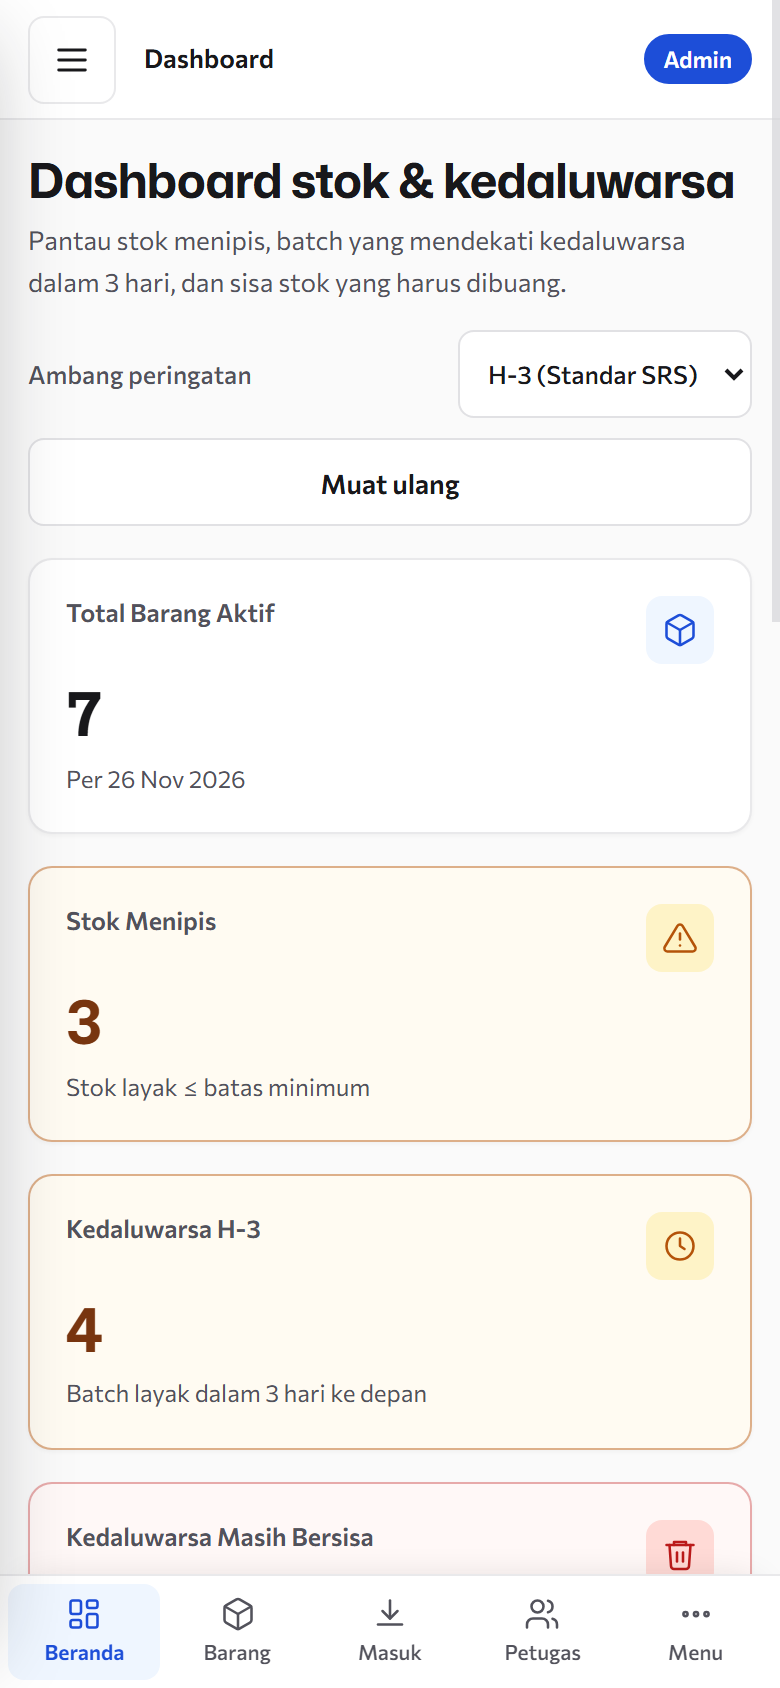 Dashboard
Admin
Dashboard stok & kedaluwarsa
Pantau stok menipis, batch yang mendekati kedaluwarsa
dalam 3 hari, dan sisa stok yang harus dibuang.
Ambang peringatan
H-3 (Standar SRS)
Muat ulang
Total Barang Aktif
7
Per 26 Nov 2026
Stok Menipis
3
Stok layak ≤ batas minimum
Kedaluwarsa H-3
4
Batch layak dalam 3 hari ke depan
Kedaluwarsa Masih Bersisa
Beranda
Barang
Masuk
Petugas
Menu